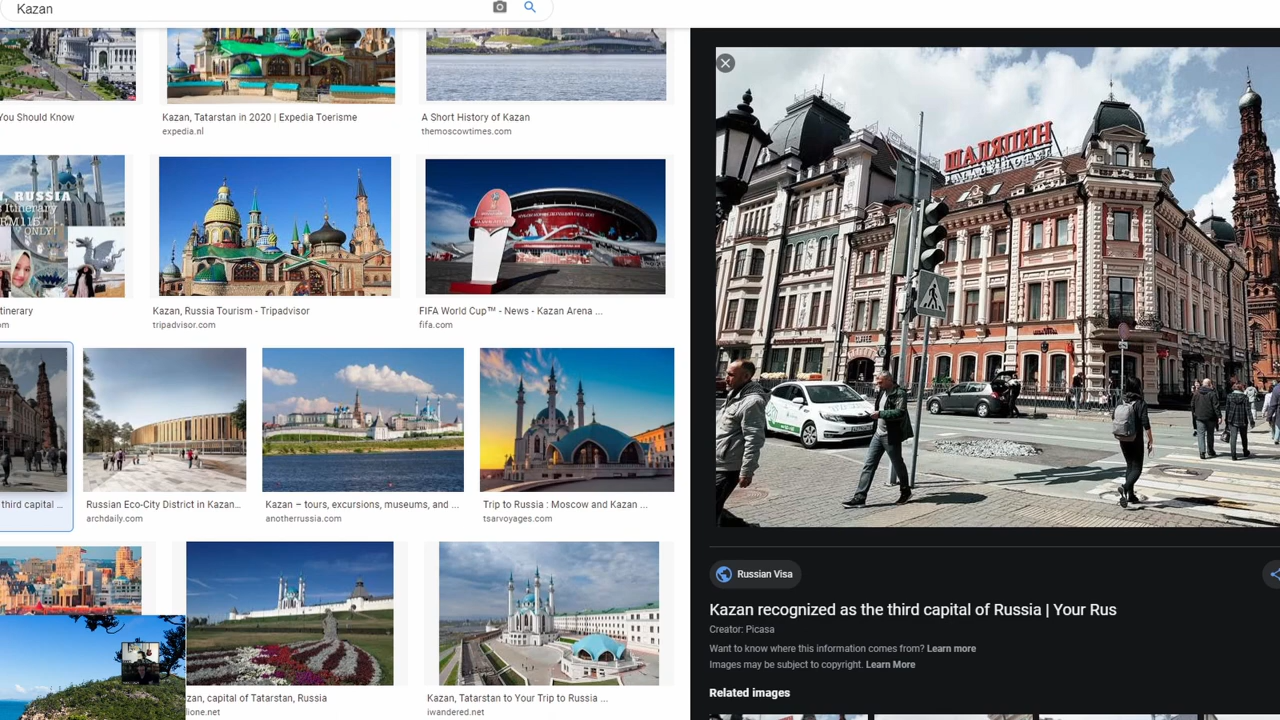 Kazan
You Should Know
Kazan, Tatarstan in 2020 | Expedia Toerisme
expedia.nl
A Short History of Kazan
themoscowtimes.com
, RUSSIA
ONLY!
tinerary
om
Kazan, Russia Tourism - Tripadvisor
tripadvisor.com
FIFA World Cup™ - News - Kazan Arena ...
fifa.com
third capital ...
Russian Eco-City District in Kazan...
archdaily.com
Kazan – tours, excursions, museums, and ...
anotherrussia.com
Trip to Russia : Moscow and Kazan ...
tsarvoyages.com
zan, capital of Tatarstan, Russia
lione.net
Kazan, Tatarstan to Your Trip to Russia ...
iwandered.net
ШАЛЯПИН
Russian Visa
Kazan recognized as the third capital of Russia | Your Rus
Creator: Picasa
Want to know where this information comes from? Learn more
Images may be subject to copyright. Learn More
Related images